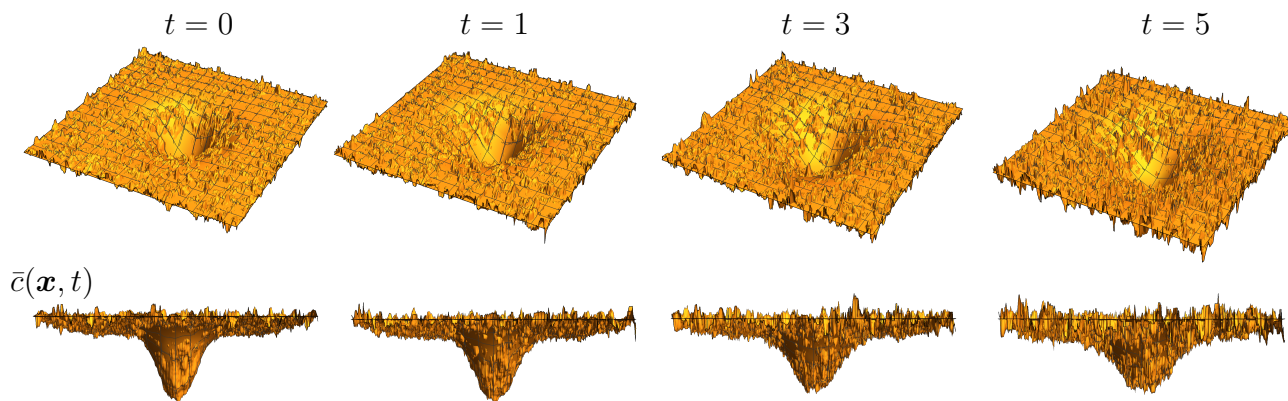 t = 0 t = 1 t = 3 t = 5
c̄(𝒙, t)